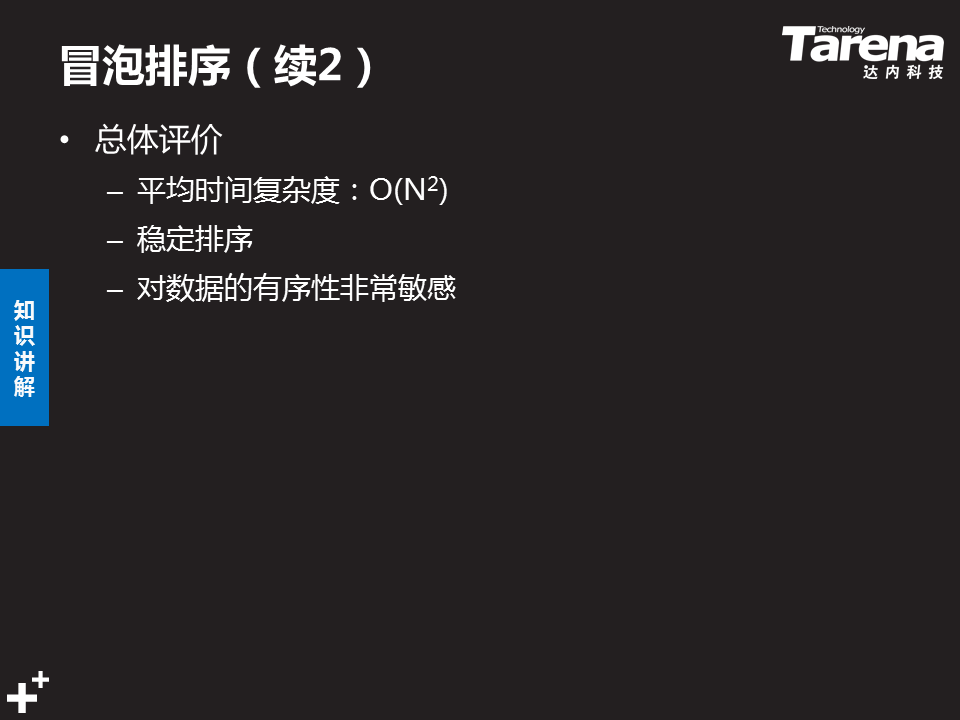 冒泡排序（续2）
Technology
Tarena
达内科技
• 总体评价
– 平均时间复杂度：O(N²)
– 稳定排序
– 对数据的有序性非常敏感
知识讲解